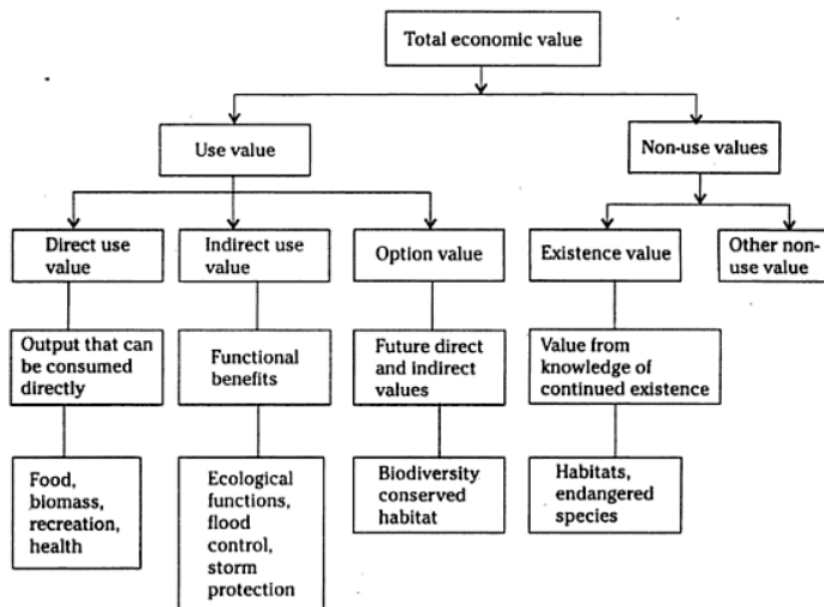 Total economic value
Use value
Non-use values
Direct use
value
Indirect use
value
Option value
Existence value
Other non-
use value
Output that can
be consumed
directly
Functional
benefits
Future direct
and indirect
values
Value from
knowledge of
continued existence
Food,
biomass,
recreation,
health
Ecological
functions,
flood
control,
storm
protection
Biodiversity
conserved
habitat
Habitats,
endangered
species